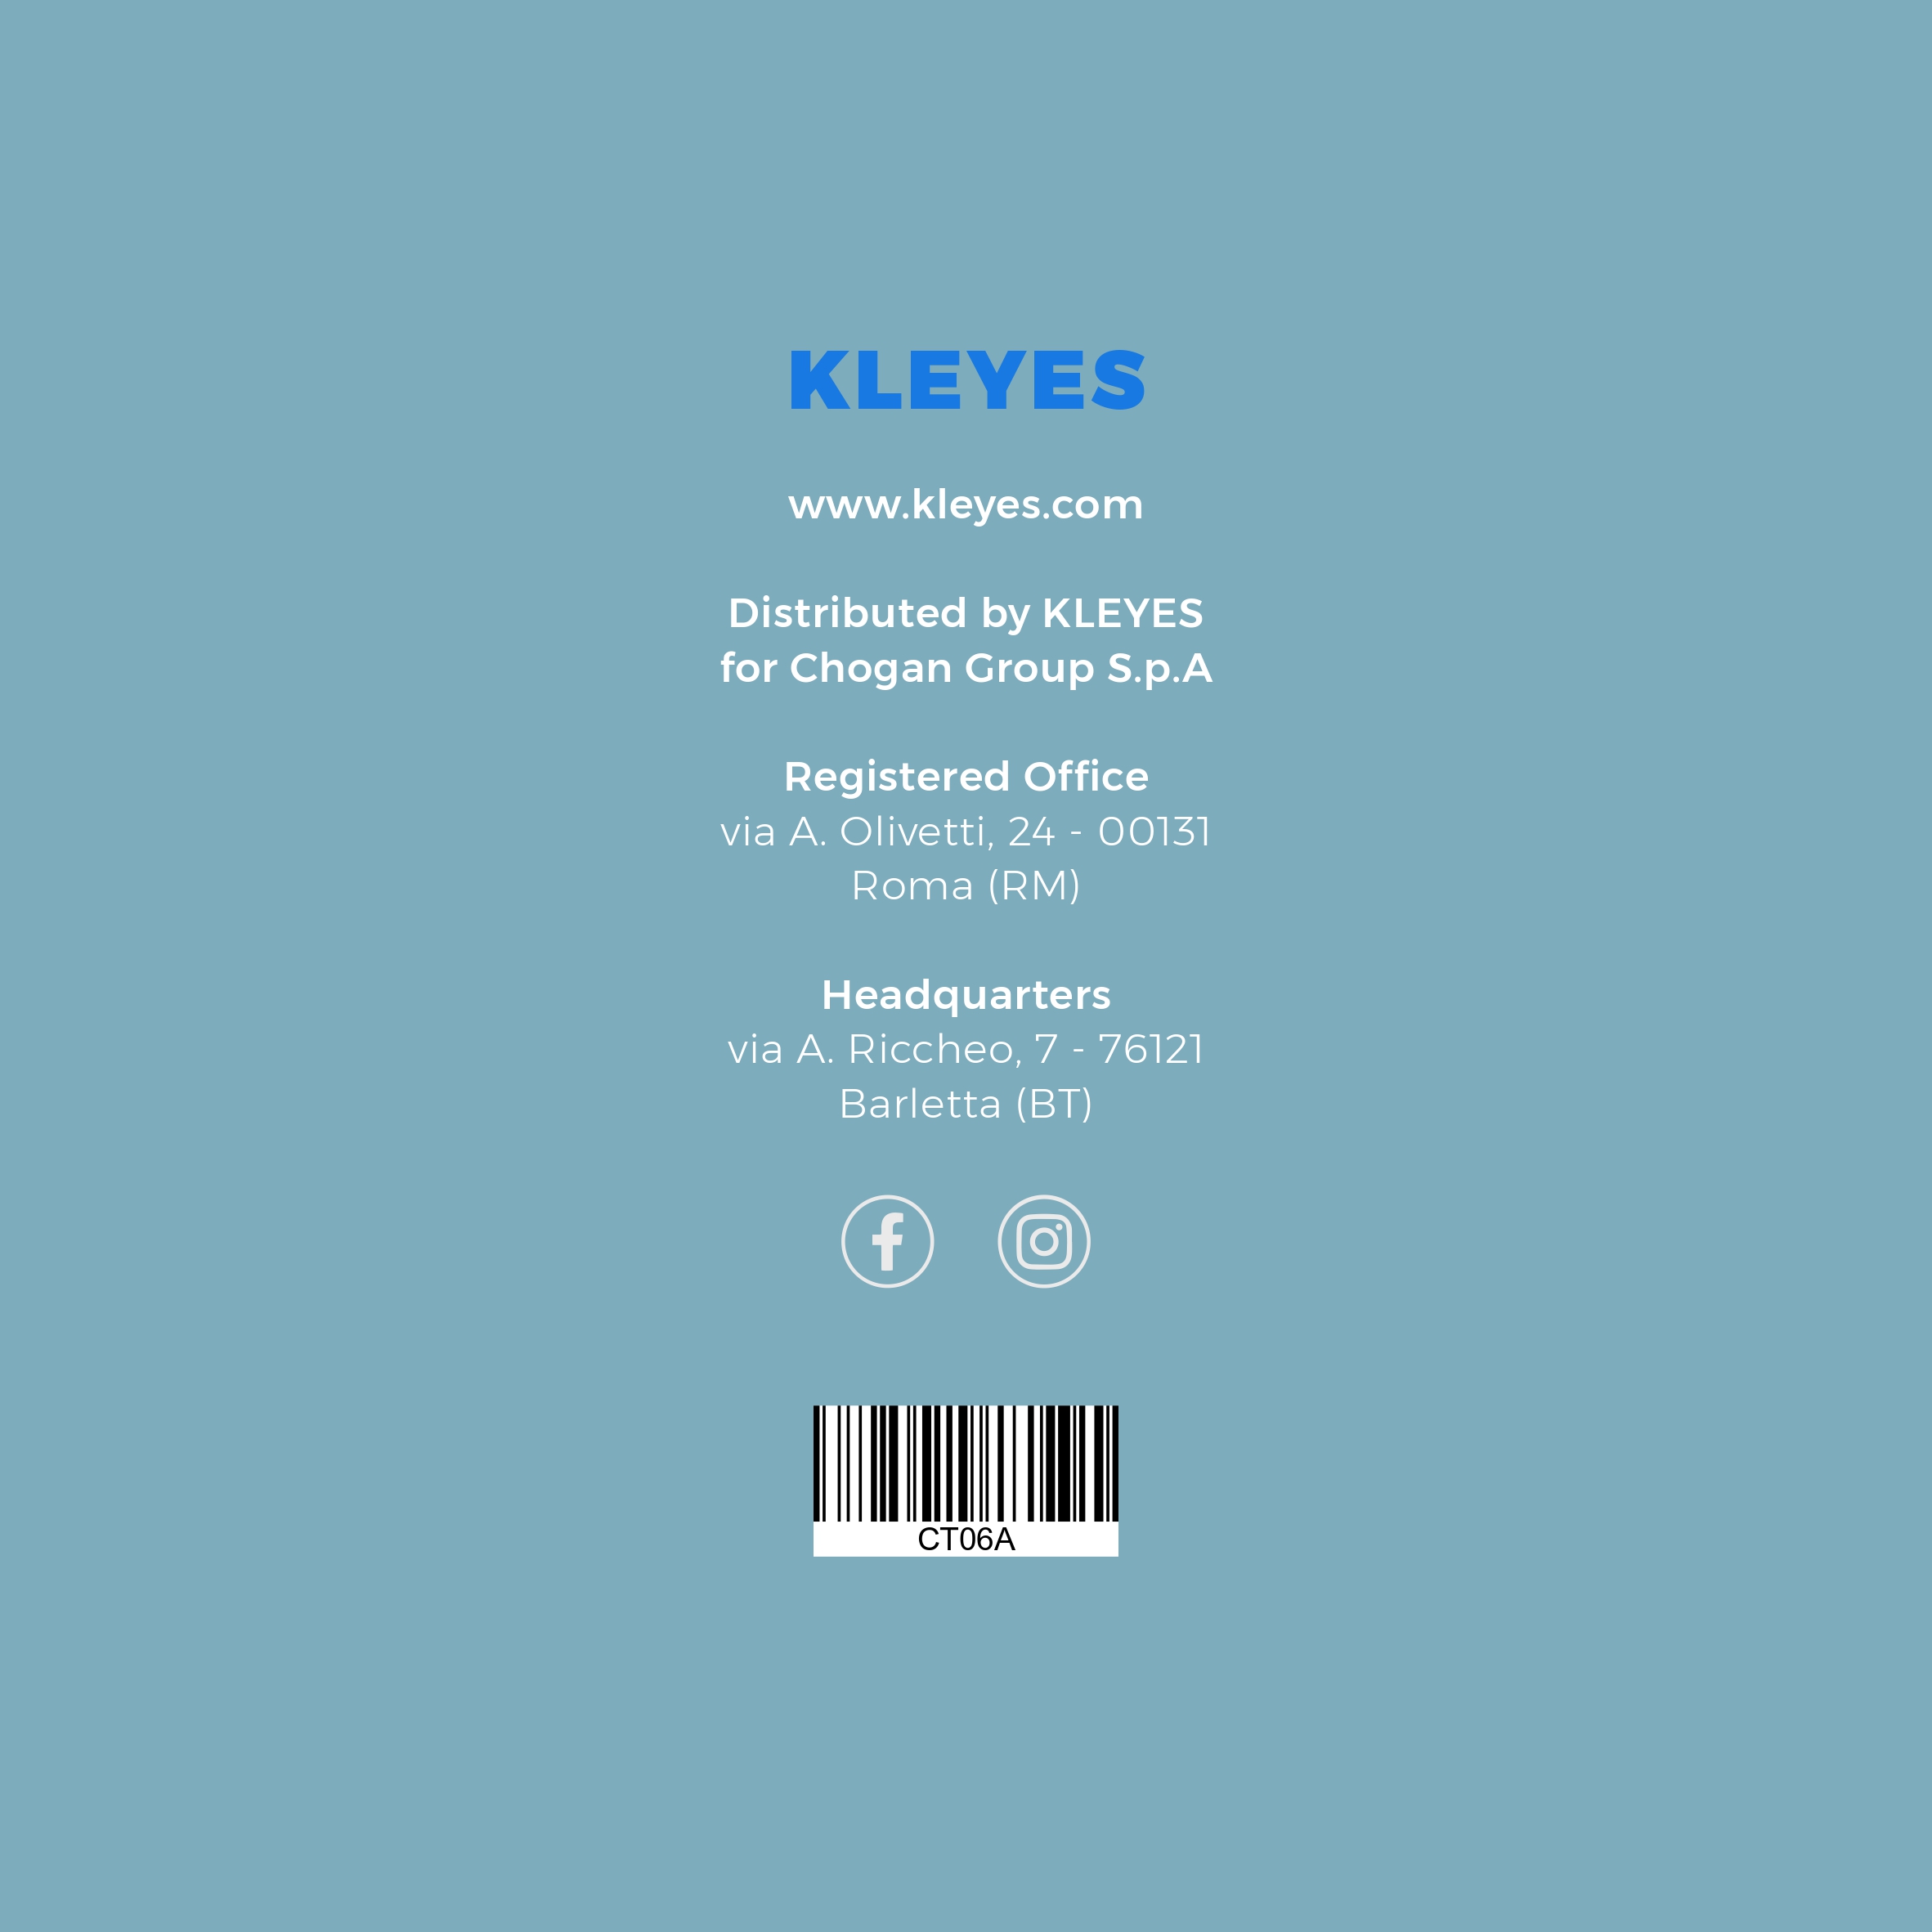 KLEYES
www.kleyes.com
Distributed by KLEYES
for Chogan Group S.p.A
Registered Office
via A. Olivetti, 24 - 00131
Roma (RM)
Headquarters
via A. Riccheo, 7 - 76121
Barletta (BT)
CT06A